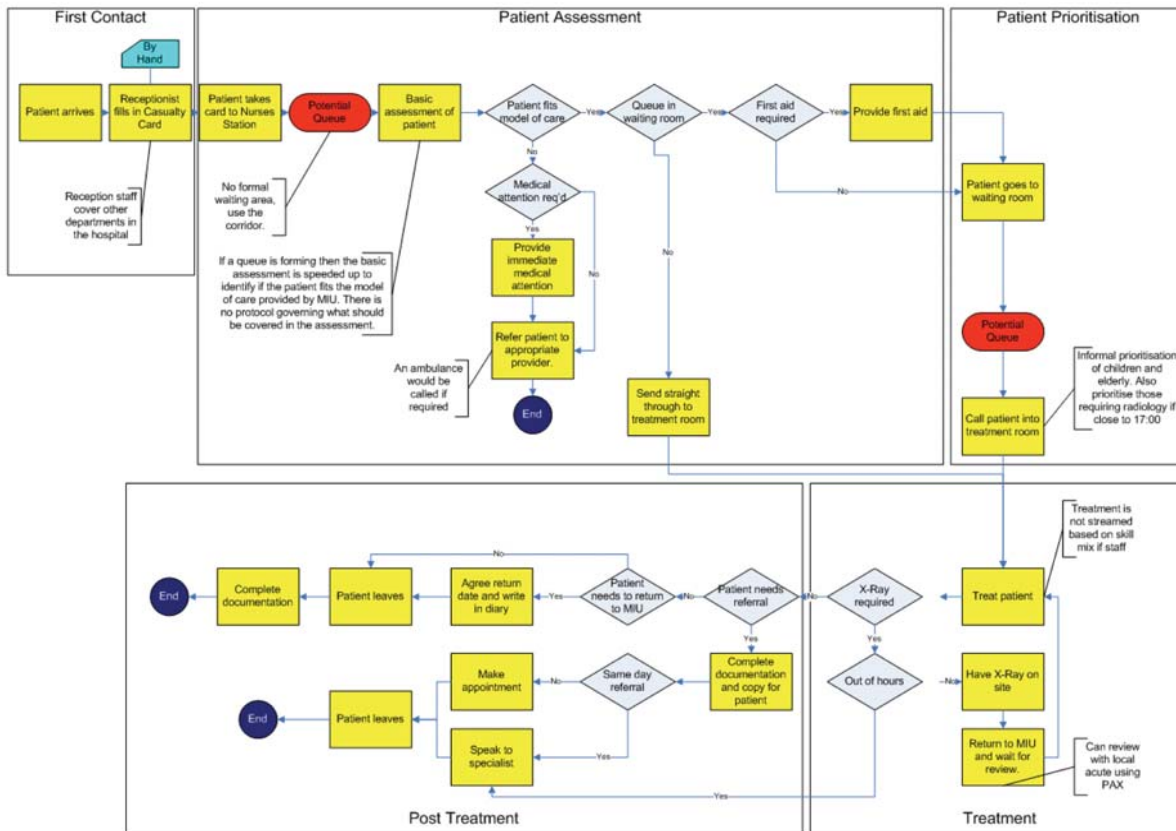 First Contact
Patient Assessment
Patient Prioritisation
By
Hand
Patient arrives
Receptionist
fills in Casualty
Card
Patient takes
card to Nurses
Station
Potential
Queue
Basic
assessment of
patient
Patient fits
model of care
Yes
Queue in
waiting room
Yes
First aid
required
Yes
Provide first aid
No
No
No
Reception staff
cover other
departments in
the hospital
No formal
waiting area,
use the
corridor.
If a queue is forming then the basic
assessment is speeded up to
identify if the patient fits the model
of care provided by MIU. There is
no protocol governing what should
be covered in the assessment.
Medical
attention req'd
Yes
No
Provide
immediate
medical
attention
Refer patient to
appropriate
provider.
An ambulance
would be
called if
required
End
Send straight
through to
treatment room
Patient goes to
waiting room
Potential
Queue
Call patient into
treatment room
Informal prioritisation
of children and
elderly. Also
prioritise those
requiring radiology if
close to 17:00
Treatment is
not streamed
based on skill
mix if staff
Treat patient
X-Ray
required
No
Yes
Out of hours
No
Have X-Ray on
site
Return to MIU
and wait for
review.
Can review
with local
acute using
PAX
Yes
Treatment
Patient needs
referral
No
Yes
Patient
needs to return
to MIU
No
Yes
Agree return
date and write
in diary
Patient leaves
Complete
documentation
End
Complete
documentation
and copy for
patient
Same day
referral
No
Yes
Make
appointment
Speak to
specialist
Patient leaves
End
Post Treatment